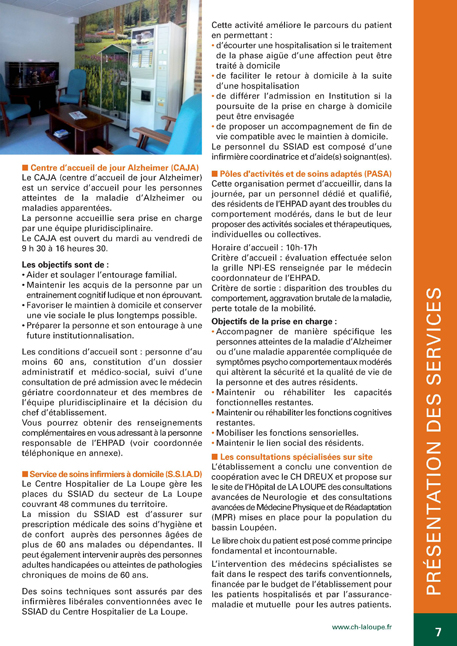 ■ Centre d'accueil de jour Alzheimer (CAJA)
Le CAJA (centre d'accueil de jour Alzheimer)
est un service d'accueil pour les personnes
atteintes de la maladie d'Alzheimer ou
maladies apparentées.
La personne accueillie sera prise en charge
par une équipe pluridisciplinaire.
Le CAJA est ouvert du mardi au vendredi de
9 h 30 à 16 heures 30.
Les objectifs sont de :
• Aider et soulager l'entourage familial.
• Maintenir les acquis de la personne par un
entrainement cognitif ludique et non éprouvant.
• Favoriser le maintien à domicile et conserver
une vie sociale le plus longtemps possible.
• Préparer la personne et son entourage à une
future institutionnalisation.
Les conditions d'accueil sont : personne d'au
moins 60 ans, constitution d'un dossier
administratif et médico-social, suivi d'une
consultation de pré admission avec le médecin
gériatre coordonnateur et des membres de
l'équipe pluridisciplinaire et la décision du
chef d'établissement.
Vous pourrez obtenir des renseignements
complémentaires en vous adressant à la personne
responsable de l'EHPAD (voir coordonnée
téléphonique en annexe).
■ Service de soins infirmiers à domicile (S.S.I.A.D)
Le Centre Hospitalier de La Loupe gère les
places du SSIAD du secteur de La Loupe
couvrant 48 communes du territoire.
La mission du SSIAD est d'assurer sur
prescription médicale des soins d'hygiène et
de confort auprès des personnes âgées de
plus de 60 ans malades ou dépendantes. Il
peut également intervenir auprès des personnes
adultes handicapées ou atteintes de pathologies
chroniques de moins de 60 ans.
Des soins techniques sont assurés par des
infirmières libérales conventionnées avec le
SSIAD du Centre Hospitalier de La Loupe.
Cette activité améliore le parcours du patient
en permettant :
• d'écourter une hospitalisation si le traitement
de la phase aigüe d'une affection peut être
traité à domicile
• de faciliter le retour à domicile à la suite
d'une hospitalisation
• de différer l'admission en Institution si la
poursuite de la prise en charge à domicile
peut être envisagée
• de proposer un accompagnement de fin de
vie compatible avec le maintien à domicile.
Le personnel du SSIAD est composé d'une
infirmière coordinatrice et d'aide(s) soignant(es).
■ Pôles d'activités et de soins adaptés (PASA)
Cette organisation permet d'accueillir, dans la
journée, par un personnel dédié et qualifié,
des résidents de l'EHPAD ayant des troubles du
comportement modérés, dans le but de leur
proposer des activités sociales et thérapeutiques,
individuelles ou collectives.
Horaire d'accueil : 10h-17h
Critère d'accueil : évaluation effectuée selon
la grille NPI-ES renseignée par le médecin
coordonnateur de l'EHPAD.
Critère de sortie : disparition des troubles du
comportement, aggravation brutale de la maladie,
perte totale de la mobilité.
Objectifs de la prise en charge :
• Accompagner de manière spécifique les
personnes atteintes de la maladie d'Alzheimer
ou d'une maladie apparentée compliquée de
symptômes psycho comportementaux modérés
qui altèrent la sécurité et la qualité de vie de
la personne et des autres résidents.
• Maintenir ou réhabiliter les capacités
fonctionnelles restantes.
• Maintenir ou réhabiliter les fonctions cognitives
restantes.
• Mobiliser les fonctions sensorielles.
• Maintenir le lien social des résidents.
■ Les consultations spécialisées sur site
L'établissement a conclu une convention de
coopération avec le CH DREUX et propose sur
le site de l'Hôpital de LA LOUPE des consultations
avancées de Neurologie et des consultations
avancées de Médecine Physique et de Réadaptation
(MPR) mises en place pour la population du
bassin Loupéen.
Le libre choix du patient est posé comme principe
fondamental et incontournable.
L'intervention des médecins spécialistes se
fait dans le respect des tarifs conventionnels,
financée par le budget de l'établissement pour
les patients hospitalisés et par l'assurance-
maladie et mutuelle pour les autres patients.
www.ch-laloupe.fr
PRÉSENTATION DES SERVICES
7